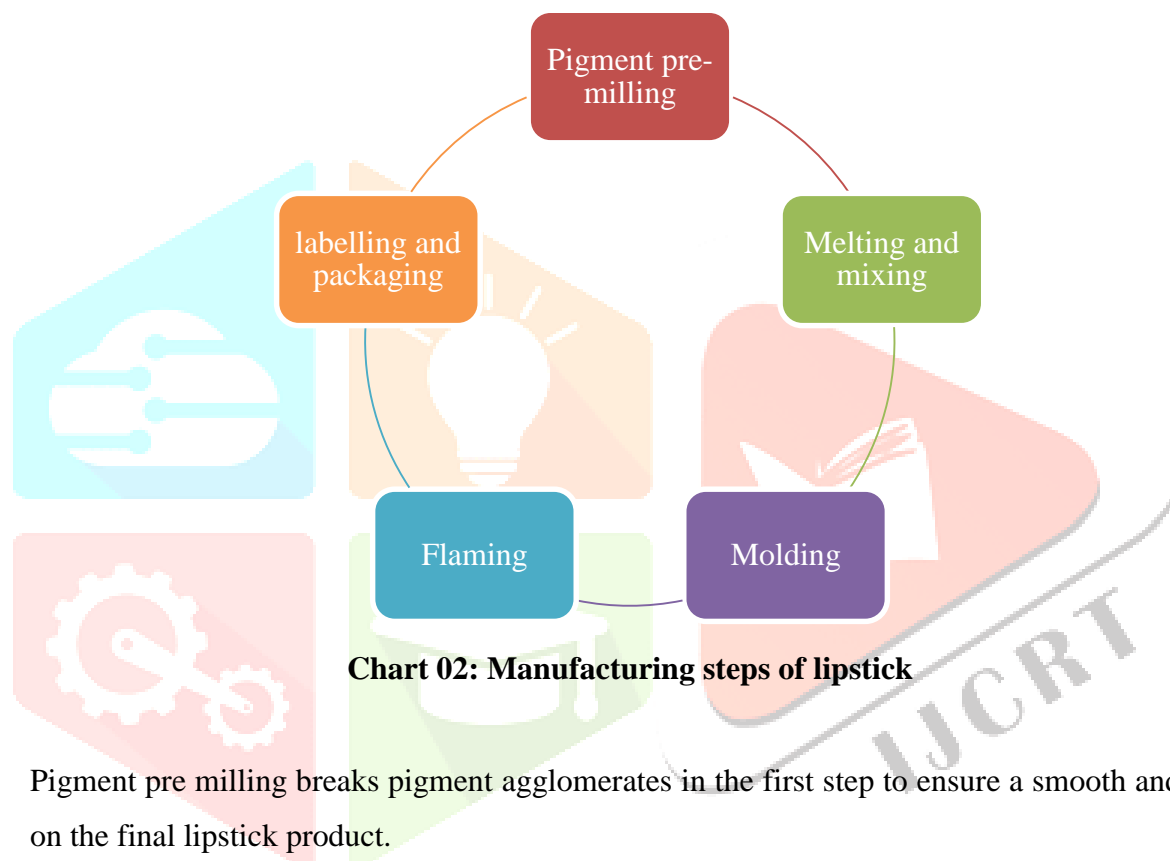 Pigment pre-
milling
labelling and
packaging
Melting and
mixing
Flaming
Molding
Chart 02: Manufacturing steps of lipstick
IJCRT
Pigment pre milling breaks pigment agglomerates in the first step to ensure a smooth and
on the final lipstick product.